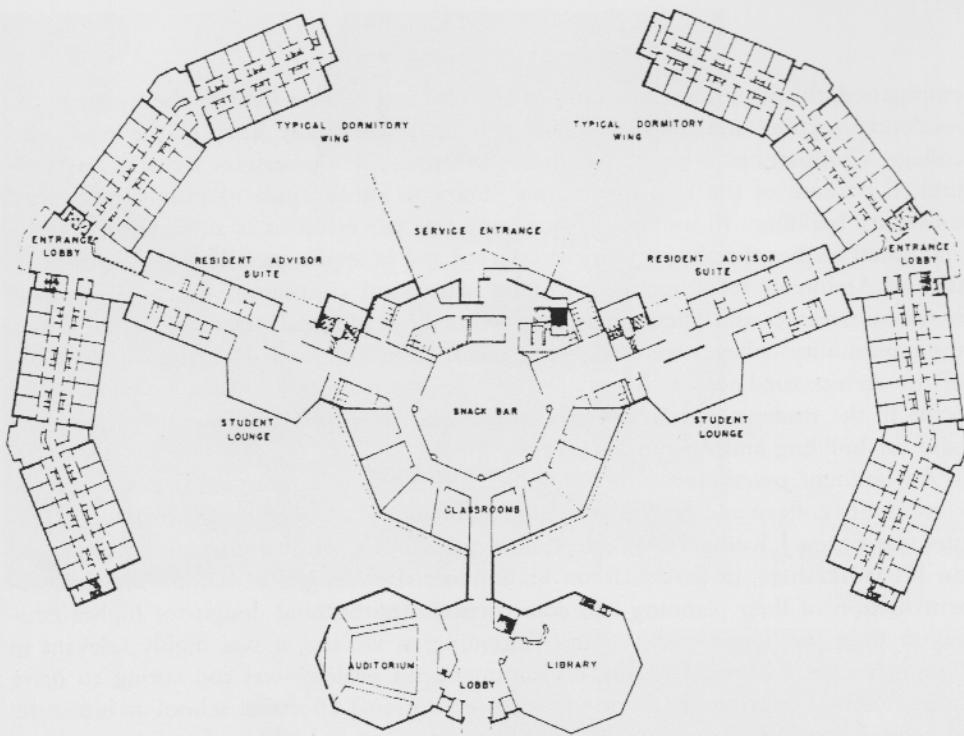 TYPICAL DORMITORY
WING
TYPICAL DORMITORY
WING
SERVICE ENTRANCE
ENTRANCE
LOBBY
RESIDENT ADVISOR
SUITE
RESIDENT ADVISOR
SUITE
ENTRANCE
LOBBY
SNACK BAR
STUDENT
LOUNGE
STUDENT
LOUNGE
CLASSROOMS
AUDITORIUM
LOBBY
LIBRARY